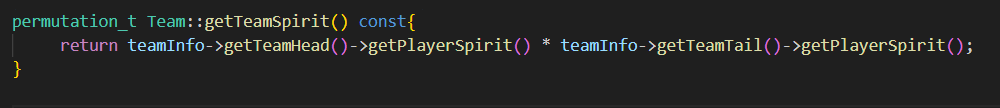 permutation_t Team::getTeamSpirit() const{
    return teamInfo->getTeamHead()->getPlayerSpirit() * teamInfo->getTeamTail()->getPlayerSpirit();
}